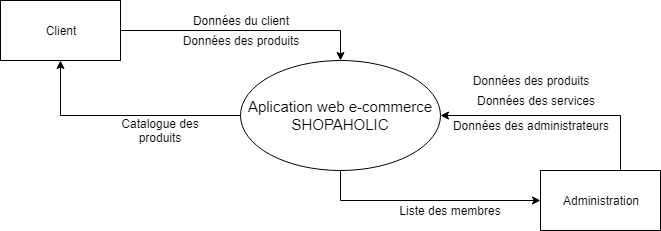 Client
Données du client
Données des produits
Aplication web e-commerce
SHOPAHOLIC
Données des produits
Données des services
Données des administrateurs
Catalogue des
produits
Administration
Liste des membres